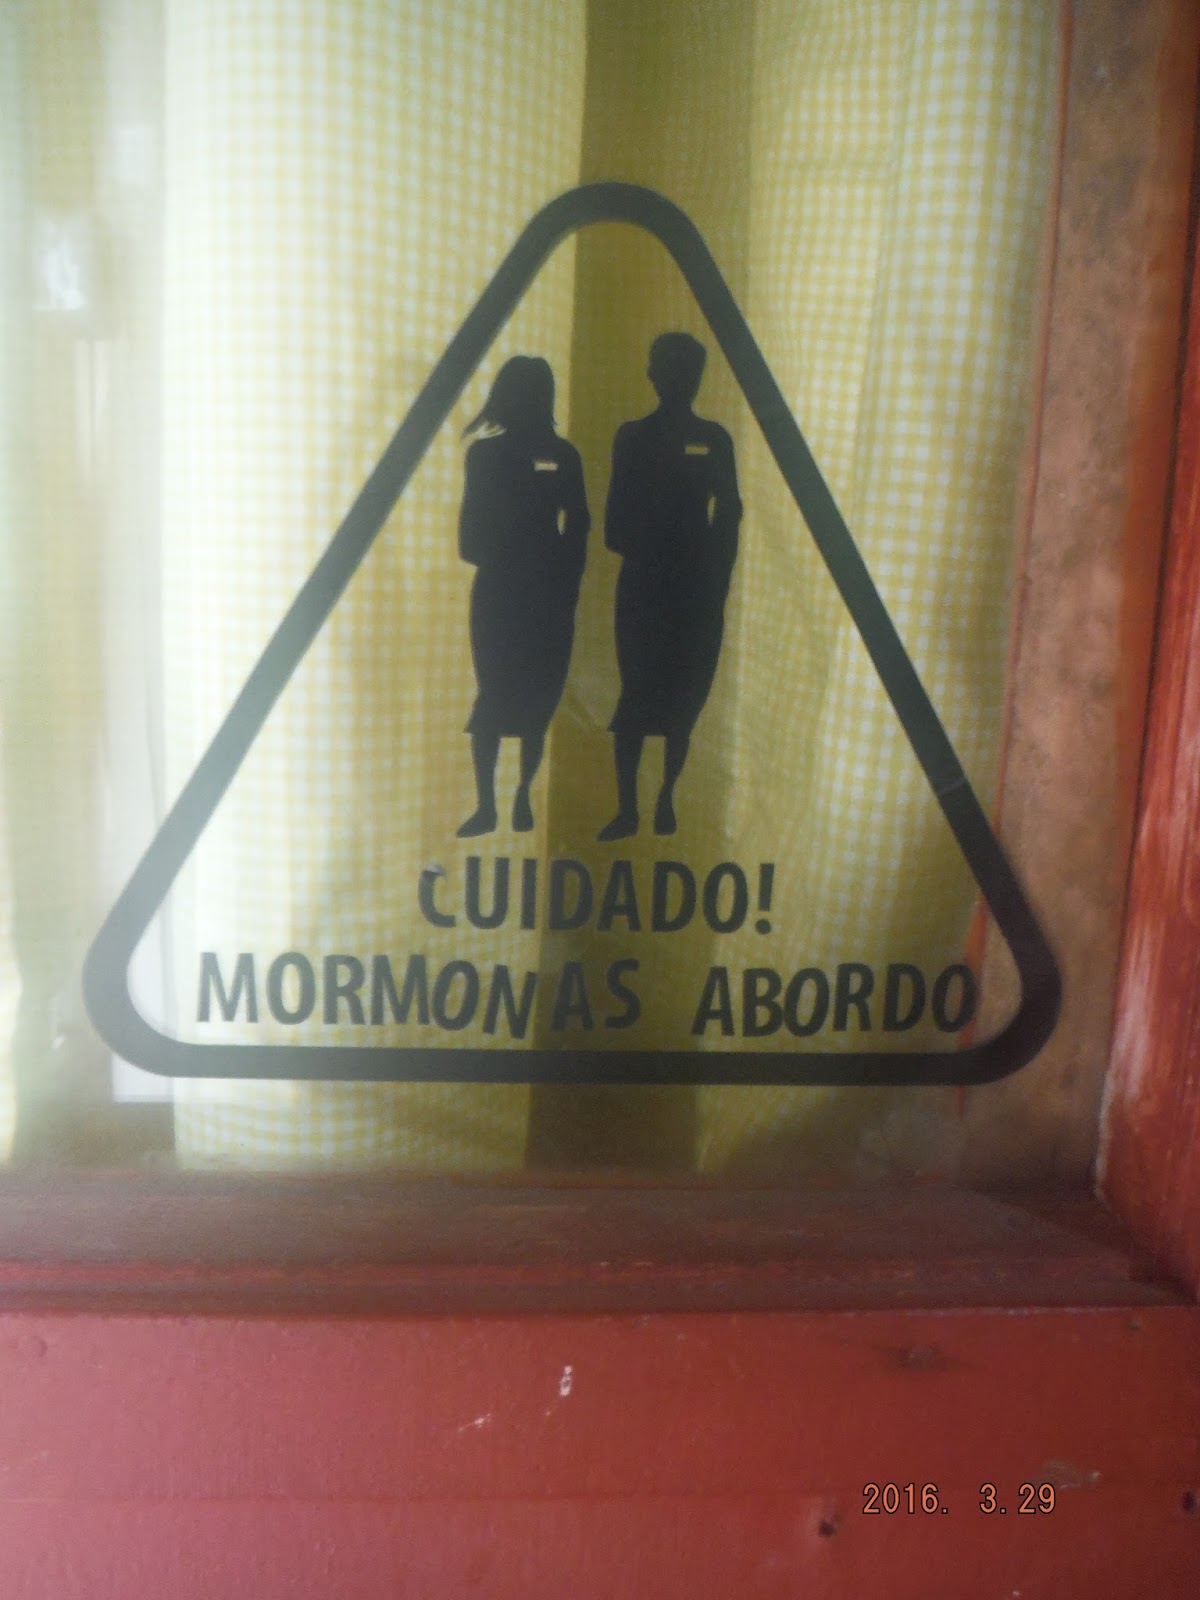 CUIDADO!
MORMONAS ABORDO
2016. 3.29